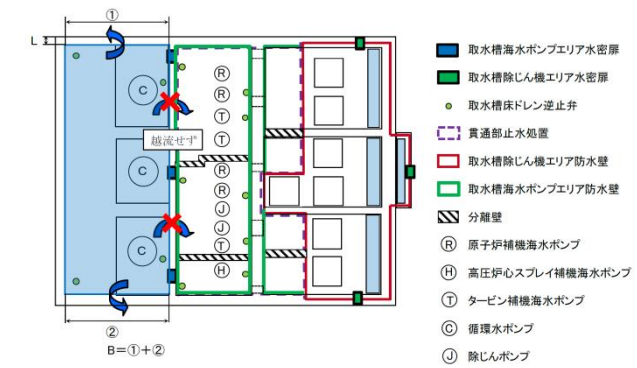 ①
L
C
C
C
越流せず
R
R
T
T
R
R
J
J
T
H
②
B＝①＋②
取水槽海水ポンプエリア水密扉
取水槽除じん機エリア水密扉
取水槽床ドレン逆止弁
貫通部止水処置
取水槽除じん機エリア防水壁
取水槽海水ポンプエリア防水壁
分離壁
R 原子炉補機海水ポンプ
H 高圧炉心スプレイ補機海水ポンプ
T タービン補機海水ポンプ
C 循環水ポンプ
J 除じんポンプ